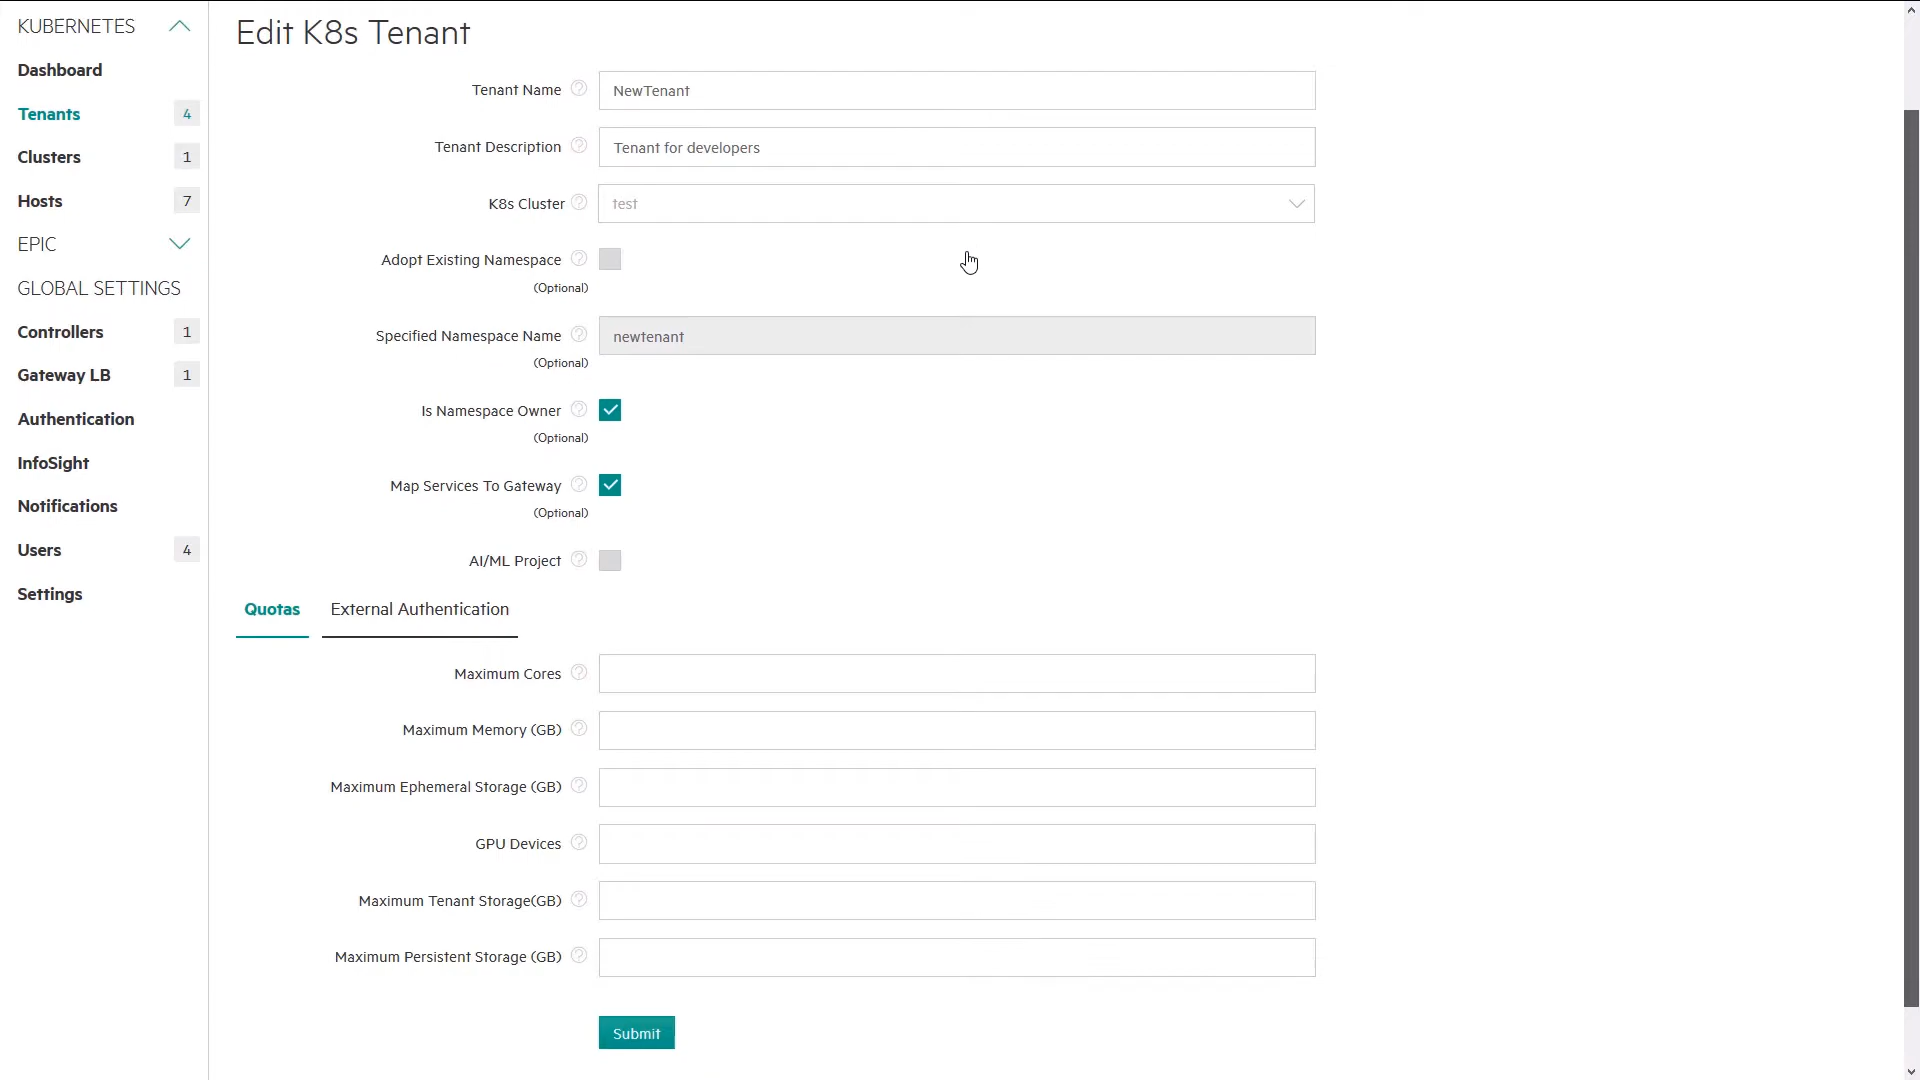 KUBERNETES
Dashboard
Tenants 4
Clusters 1
Hosts 7
EPIC
GLOBAL SETTINGS
Controllers 1
Gateway LB 1
Authentication
InfoSight
Notifications
Users 4
Settings
Edit K8s Tenant
Tenant Name ? NewTenant
Tenant Description ? Tenant for developers
K8s Cluster ? test
Adopt Existing Namespace ?
(Optional)
Specified Namespace Name ? newtenant
(Optional)
Is Namespace Owner ?
(Optional)
Map Services To Gateway ?
(Optional)
AI/ML Project ?
Quotas External Authentication
Maximum Cores ?
Maximum Memory (GB) ?
Maximum Ephemeral Storage (GB) ?
GPU Devices ?
Maximum Tenant Storage(GB) ?
Maximum Persistent Storage (GB) ?
Submit